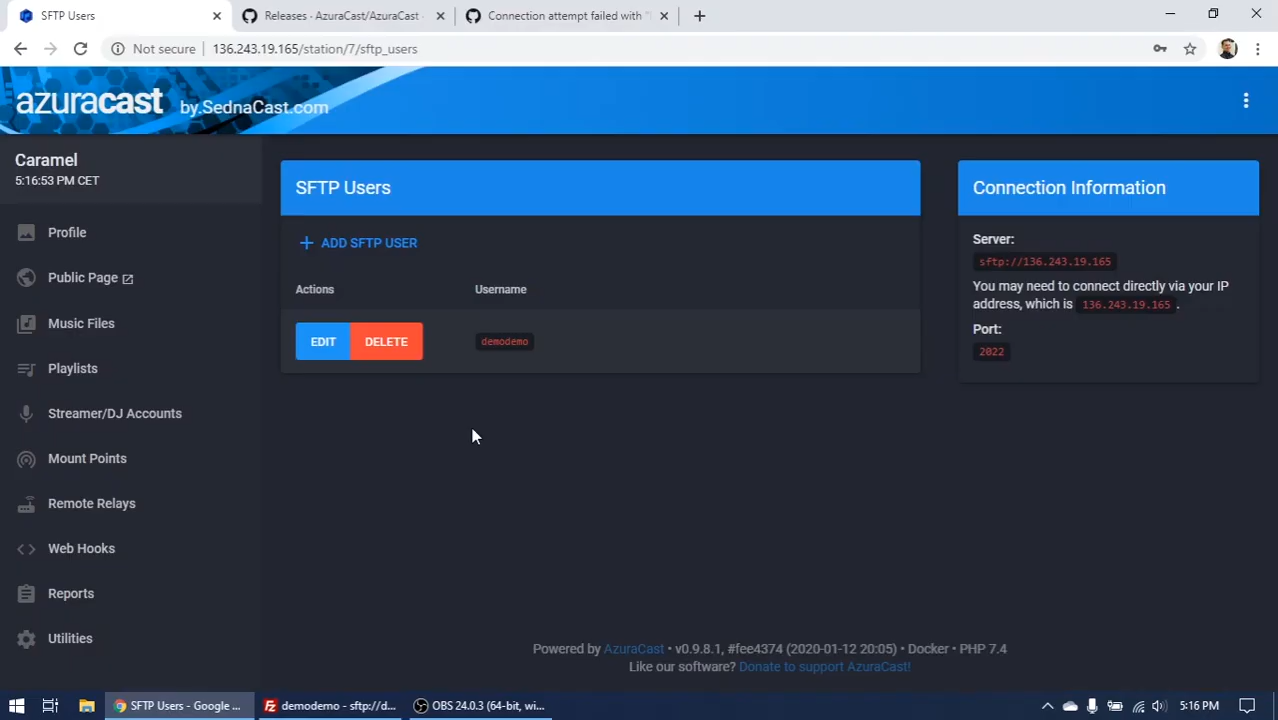 SFTP Users
Releases · AzuraCast/AzuraCast
Connection attempt failed with "
Not secure
136.243.19.165/station/7/sftp_users
azuracast by.SednaCast.com
Caramel
5:16:53 PM CET
Profile
Public Page
Music Files
Playlists
Streamer/DJ Accounts
Mount Points
Remote Relays
Web Hooks
Reports
Utilities
SFTP Users
+ ADD SFTP USER
Actions Username
EDIT DELETE demodemo
Connection Information
Server:
sftp://136.243.19.165
You may need to connect directly via your IP
address, which is 136.243.19.165 .
Port:
2022
Powered by AzuraCast • v0.9.8.1, #fee4374 (2020-01-12 20:05) • Docker • PHP 7.4
Like our software? Donate to support AzuraCast!
SFTP Users - Google ...
demodemo - sftp://d...
OBS 24.0.3 (64-bit, wi...
5:16 PM